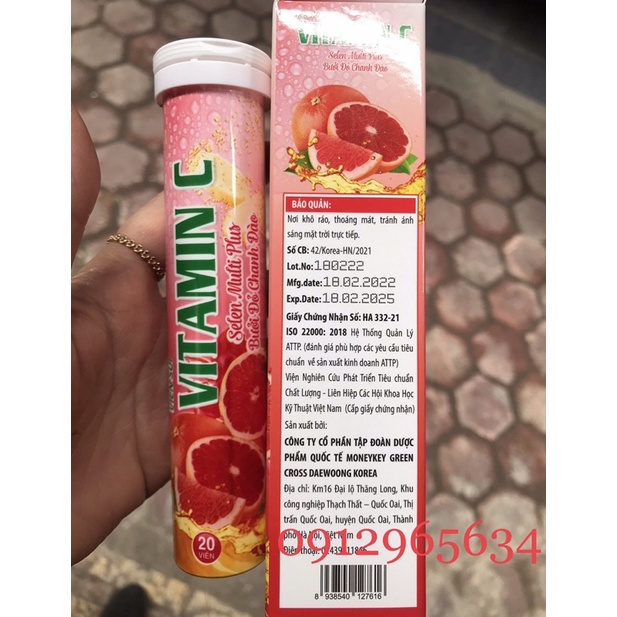 VITAMIN C
Selen Multi Plus
Bưởi Đỏ Chanh Đào
20
VIÊN
VITAMIN C
Selen Multi Plus
Bưởi Đỏ Chanh Đào
BẢO QUẢN:
Nơi khô ráo, thoáng mát, tránh ánh
sáng mặt trời trực tiếp.
Số CB: 42/Korea-HN/2021
Lot.No: 180222
Mfg.date: 18.02.2022
Exp.Date: 18.02.2025
Giấy Chứng Nhận Số: HA 332-21
ISO 22000: 2018 Hệ Thống Quản Lý
ATTP. (đánh giá phù hợp các yêu cầu tiêu
chuẩn về sản xuất kinh doanh ATTP)
Viện Nghiên Cứu Phát Triển Tiêu chuẩn
Chất Lượng - Liên Hiệp Các Hội Khoa Học
Kỹ Thuật Việt Nam (Cấp giấy chứng nhận)
Sản xuất bởi:
CÔNG TY CỔ PHẦN TẬP ĐOÀN DƯỢC
PHẨM QUỐC TẾ MONEYKEY GREEN
CROSS DAEWOONG KOREA
Địa chỉ: Km16 Đại lộ Thăng Long, Khu
công nghiệp Thạch Thất – Quốc Oai, Thị
trấn Quốc Oai, huyện Quốc Oai, Thành
phố Hà Nội, Việt Nam
0912965634
Điện thoại:
8 938540 127616